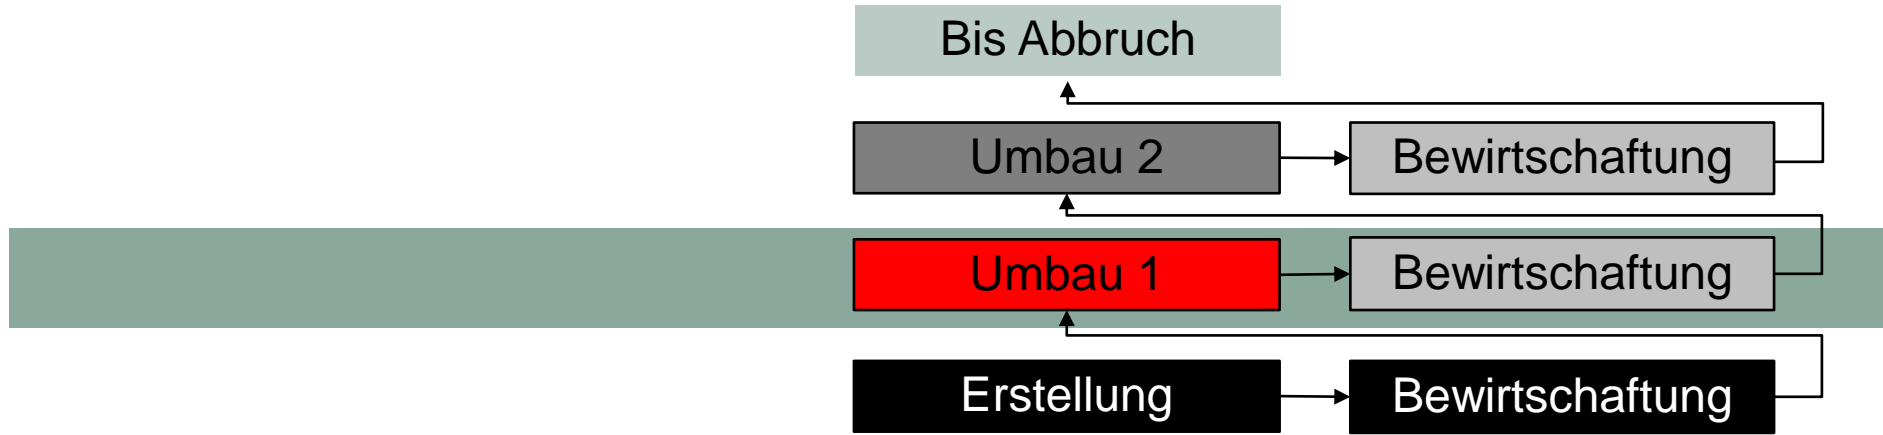 Bis Abbruch
Umbau 2
Bewirtschaftung
Umbau 1
Bewirtschaftung
Erstellung
Bewirtschaftung